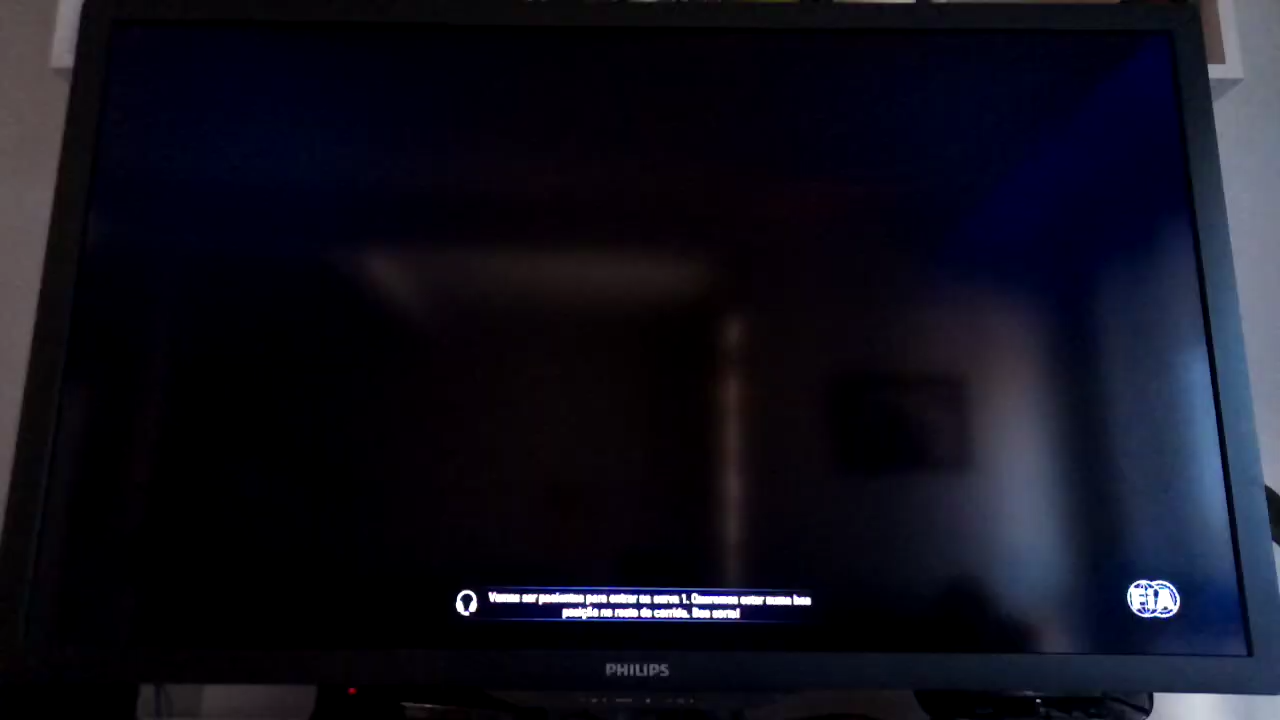 Vamos ser pacientes para entrar na curva 1. Queremos estar numa boa
posição no resto da corrida. Boa sorte!
FIA
PHILIPS